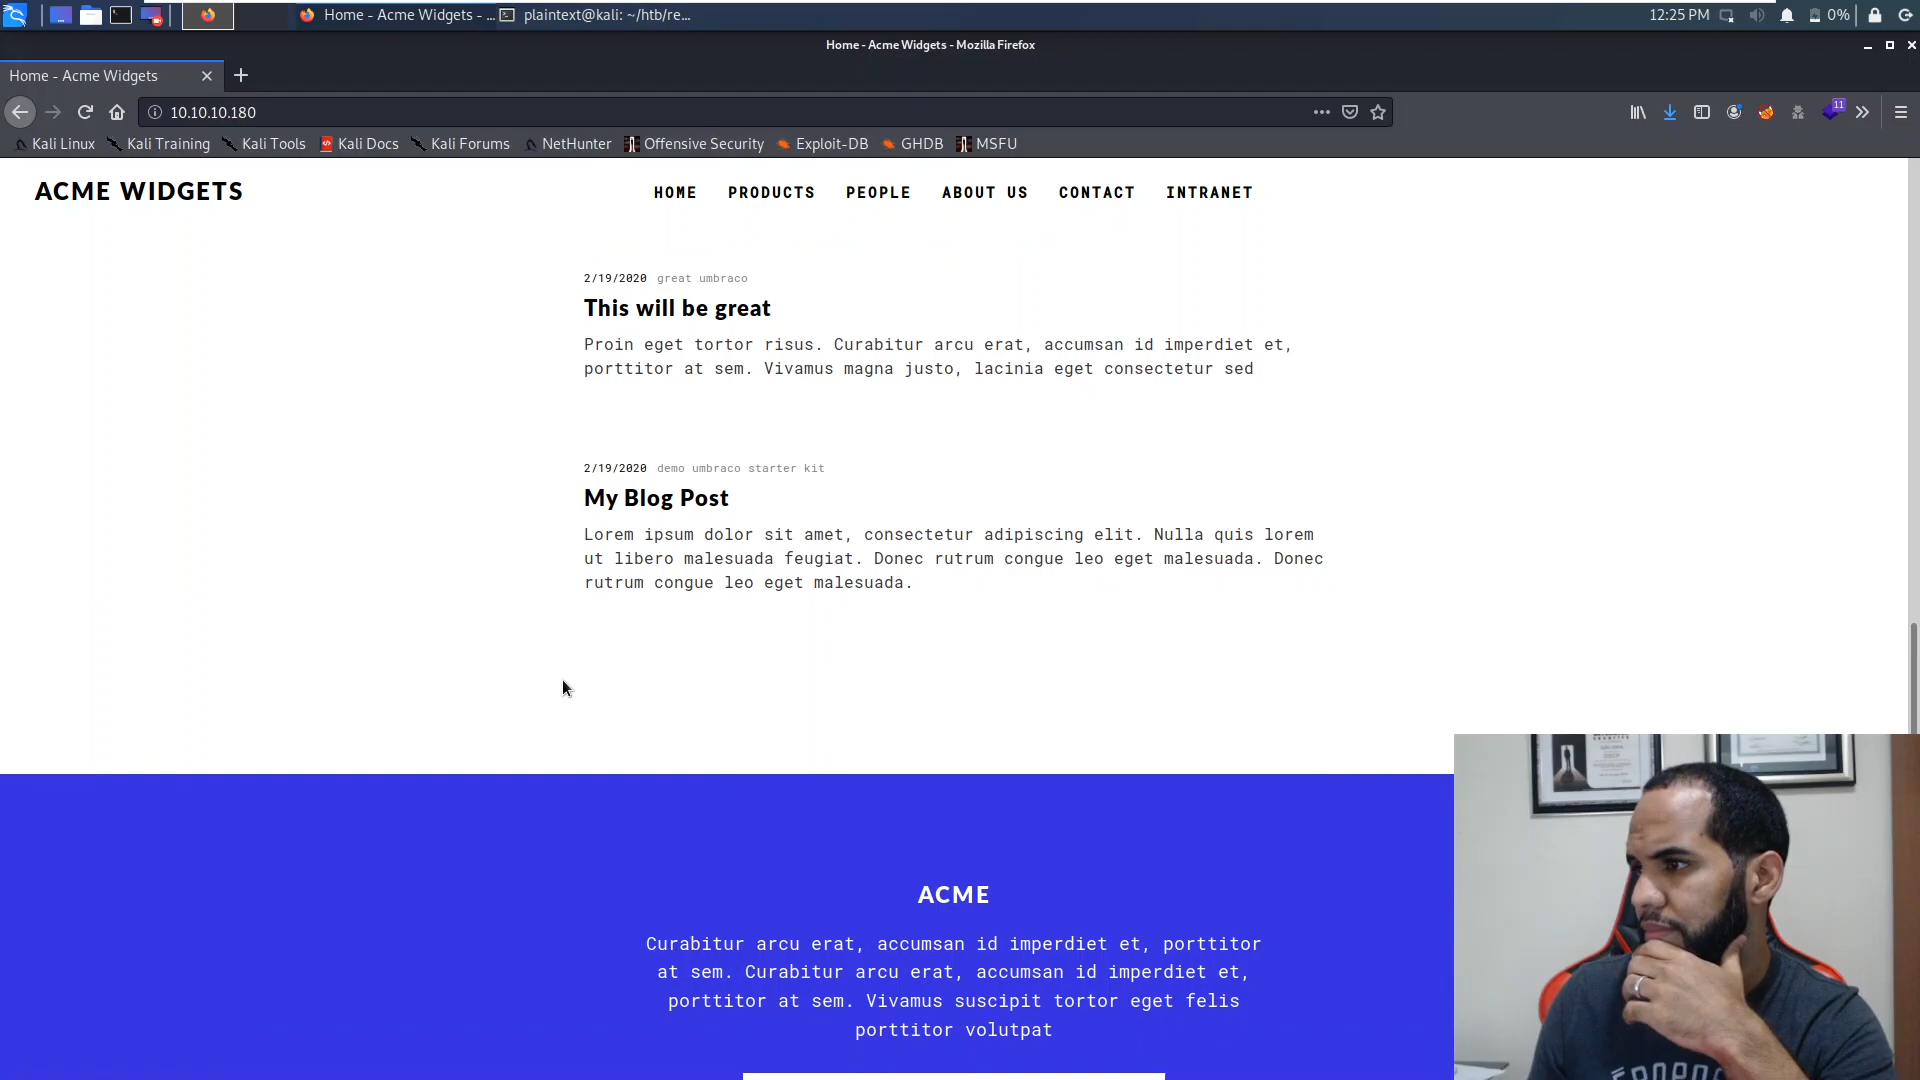 Home - Acme Widgets - ...
plaintext@kali: ~/htb/re...
12:25 PM
0%
Home - Acme Widgets - Mozilla Firefox
Home - Acme Widgets
10.10.10.180
11
Kali Linux
Kali Training
Kali Tools
Kali Docs
Kali Forums
NetHunter
Offensive Security
Exploit-DB
GHDB
MSFU
ACME WIDGETS
HOME
PRODUCTS
PEOPLE
ABOUT US
CONTACT
INTRANET
2/19/2020 great umbraco
This will be great
Proin eget tortor risus. Curabitur arcu erat, accumsan id imperdiet et,
porttitor at sem. Vivamus magna justo, lacinia eget consectetur sed
2/19/2020 demo umbraco starter kit
My Blog Post
Lorem ipsum dolor sit amet, consectetur adipiscing elit. Nulla quis lorem
ut libero malesuada feugiat. Donec rutrum congue leo eget malesuada. Donec
rutrum congue leo eget malesuada.
ACME
Curabitur arcu erat, accumsan id imperdiet et, porttitor
at sem. Curabitur arcu erat, accumsan id imperdiet et,
porttitor at sem. Vivamus suscipit tortor eget felis
porttitor volutpat